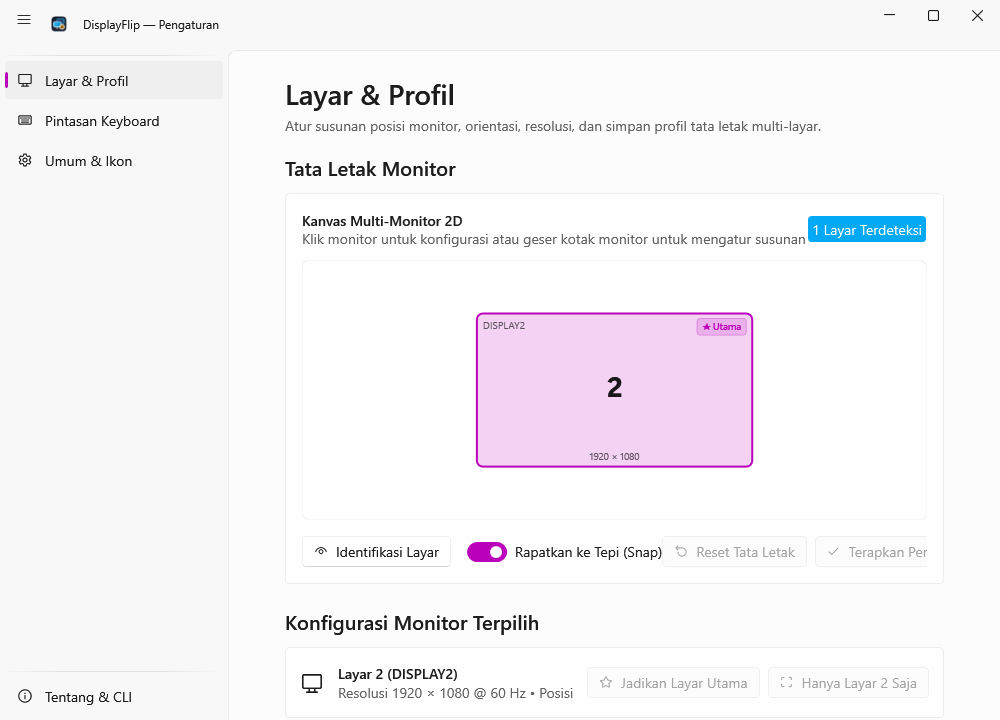 DisplayFlip — Pengaturan
Layar & Profil
Pintasan Keyboard
Umum & Ikon
Tentang & CLI
Layar & Profil
Atur susunan posisi monitor, orientasi, resolusi, dan simpan profil tata letak multi-layar.
Tata Letak Monitor
Kanvas Multi-Monitor 2D
Klik monitor untuk konfigurasi atau geser kotak monitor untuk mengatur susunan
1 Layar Terdeteksi
DISPLAY2
Utama
2
1920 × 1080
Identifikasi Layar
Rapatkan ke Tepi (Snap)
Reset Tata Letak
Terapkan Per
Konfigurasi Monitor Terpilih
Layar 2 (DISPLAY2)
Resolusi 1920 × 1080 @ 60 Hz • Posisi
Jadikan Layar Utama
Hanya Layar 2 Saja